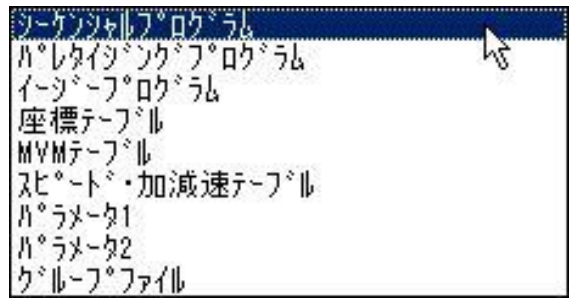 ｼｰｹﾝｼｬﾙﾌﾟﾛｸﾞﾗﾑ
ﾊﾟﾚﾀｲｼﾞﾝｸﾞﾌﾟﾛｸﾞﾗﾑ
ｲｰｼﾞｰﾌﾟﾛｸﾞﾗﾑ
座標ﾃｰﾌﾞﾙ
MVMﾃｰﾌﾞﾙ
ｽﾋﾟｰﾄﾞ･加減速ﾃｰﾌﾞﾙ
ﾊﾟﾗﾒｰﾀ1
ﾊﾟﾗﾒｰﾀ2
ｸﾞﾙｰﾌﾟﾌｧｲﾙ